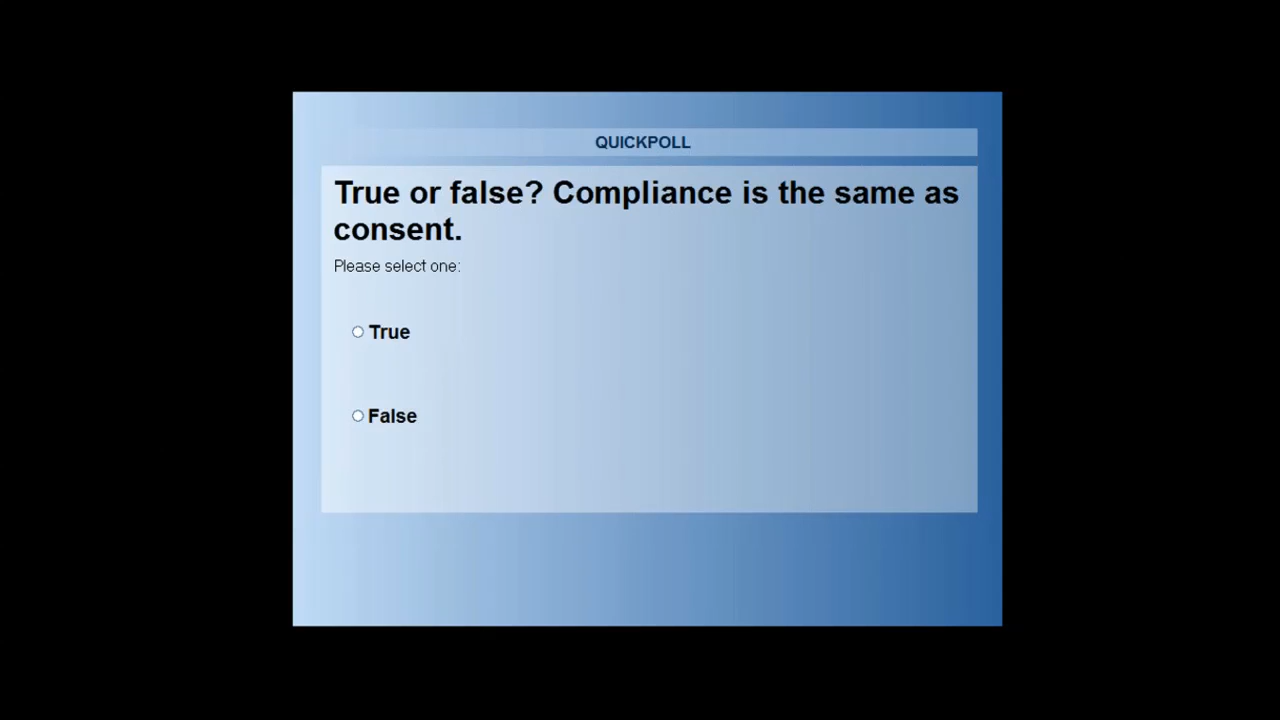 QUICKPOLL
True or false? Compliance is the same as
consent.
Please select one:
True
False